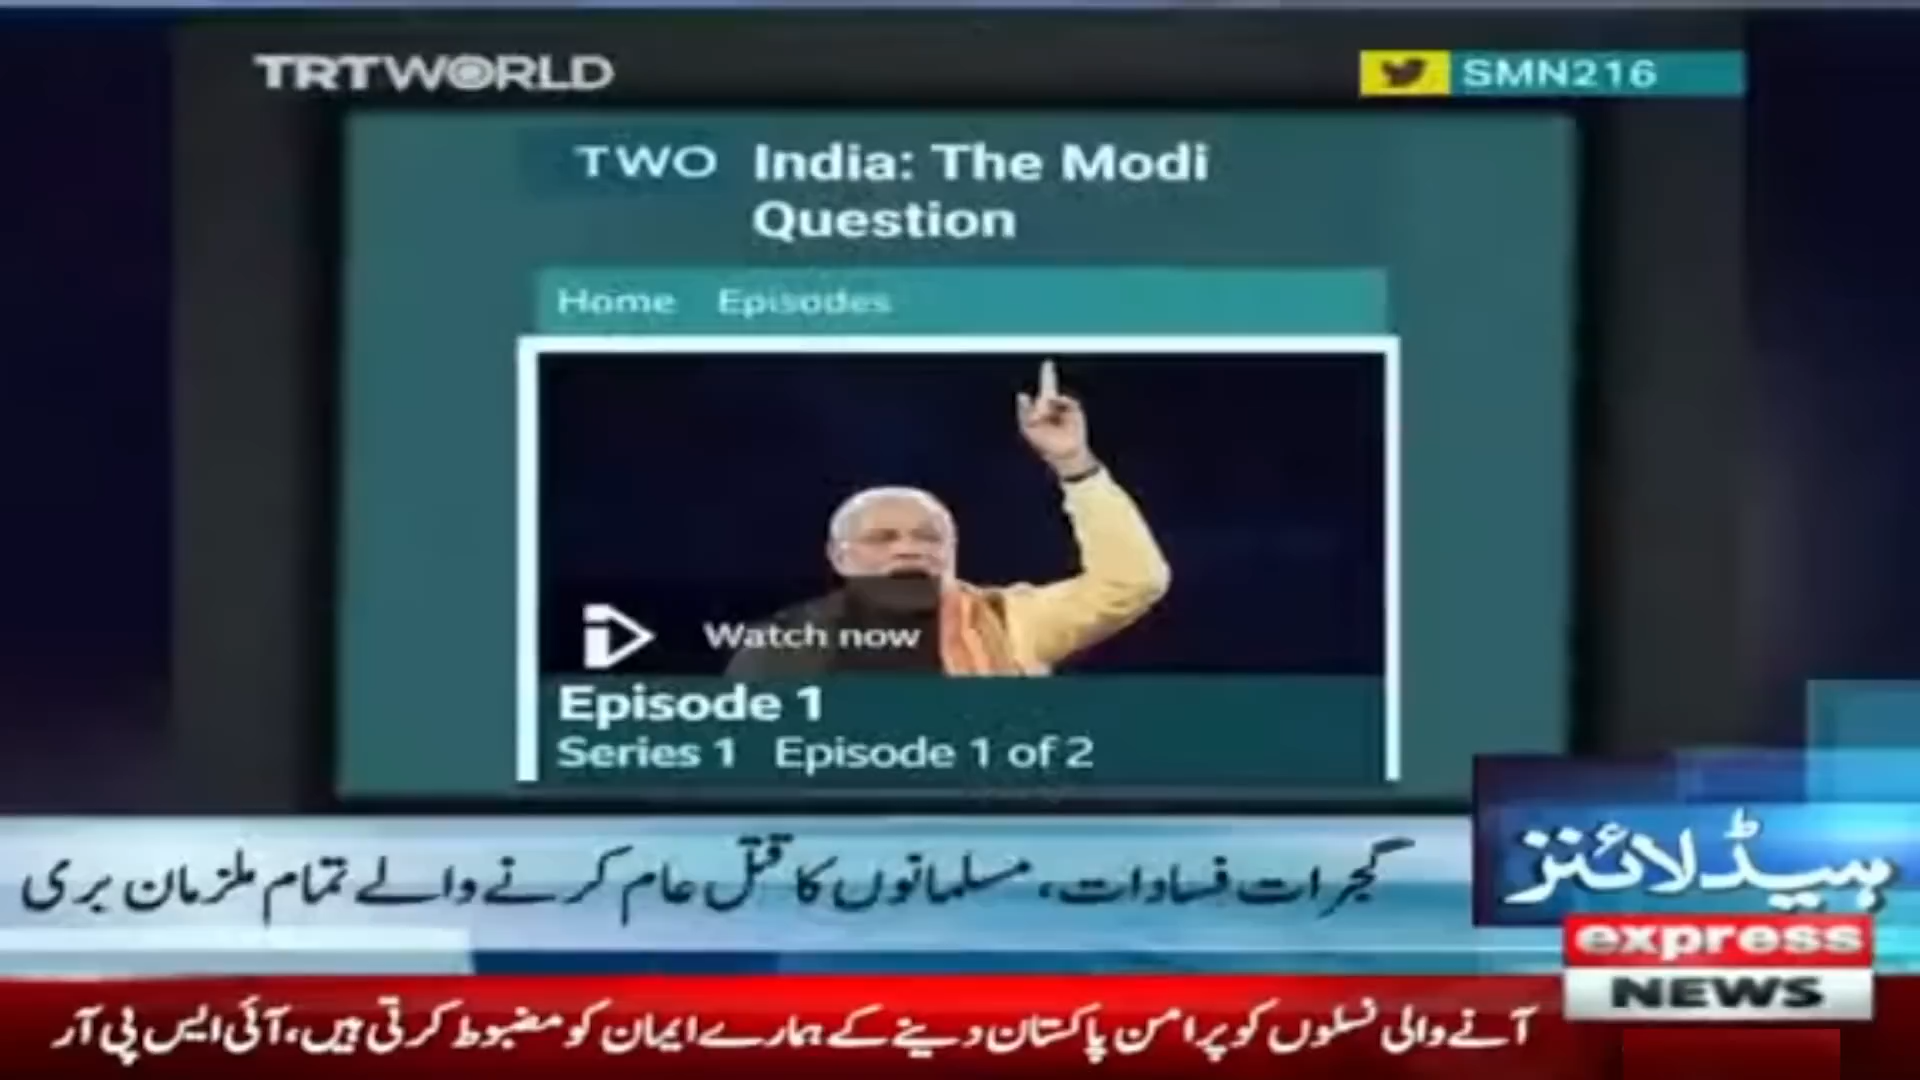 TRTWORLD
SMN216
TWO India: The Modi
Question
Home Episodes
Watch now
Episode 1
Series 1 Episode 1 of 2
گجرات فسادات، مسلمانوں کا قتل عام کرنے والے تمام ملزمان بری
ہیڈلائنز
express
NEWS
آنے والی نسلوں کو پرامن پاکستان دینے کے ہمارے ایمان کو مضبوط کرتی ہیں، آئی ایس پی آر